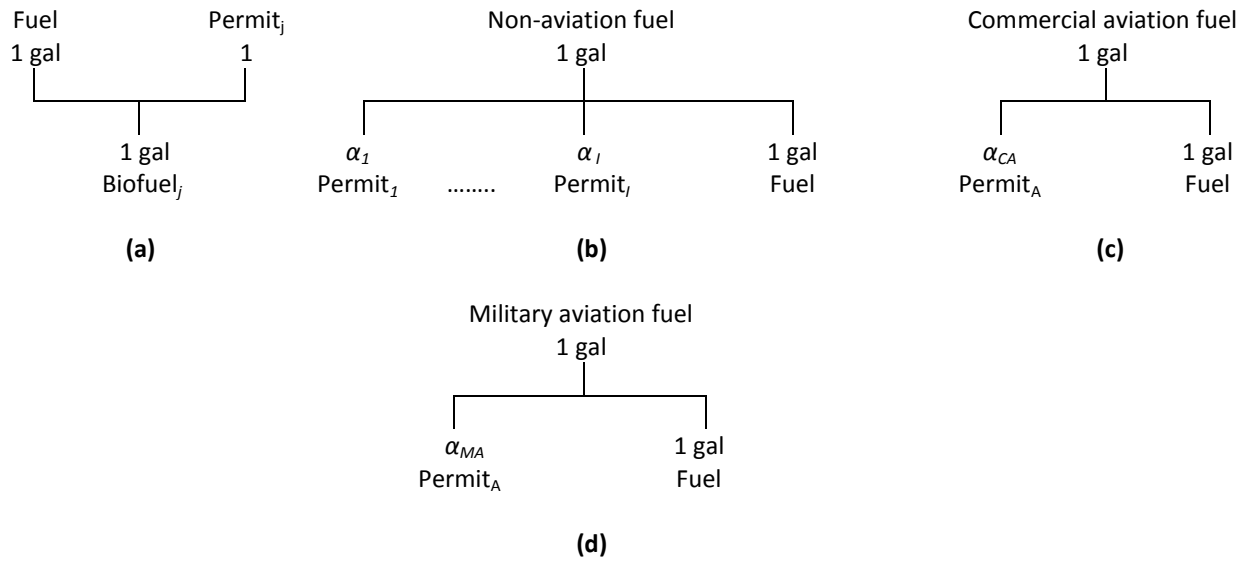 Fuel Permitj
1 gal 1
1 gal
Biofuelj
(a)
Non-aviation fuel
1 gal
α1 αI 1 gal
Permit1 …….. PermitI Fuel
(b)
Commercial aviation fuel
1 gal
αCA 1 gal
PermitA Fuel
(c)
Military aviation fuel
1 gal
αMA 1 gal
PermitA Fuel
(d)